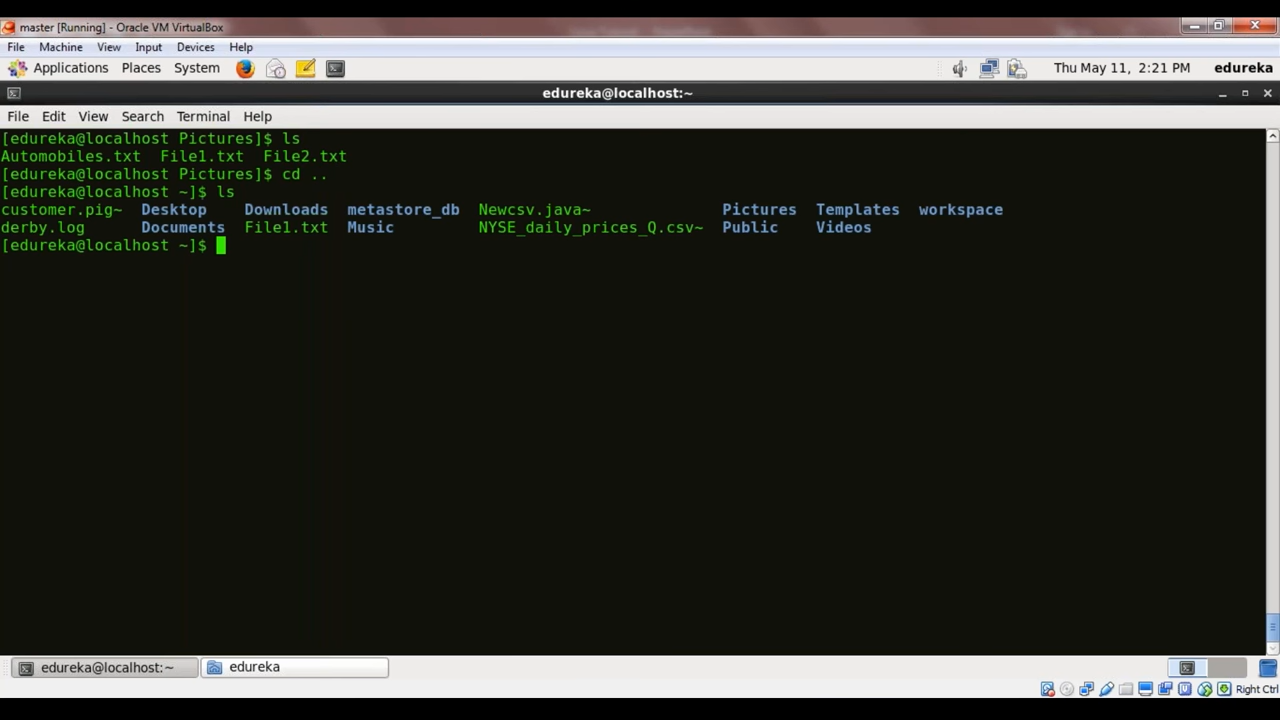 master [Running] - Oracle VM VirtualBox
File Machine View Input Devices Help
Applications Places System Thu May 11, 2:21 PM edureka
edureka@localhost:~
File Edit View Search Terminal Help
[edureka@localhost Pictures]$ ls
Automobiles.txt File1.txt File2.txt
[edureka@localhost Pictures]$ cd ..
[edureka@localhost ~]$ ls
customer.pig~ Desktop Downloads metastore_db Newcsv.java~ Pictures Templates workspace
derby.log Documents File1.txt Music NYSE_daily_prices_Q.csv~ Public Videos
[edureka@localhost ~]$
edureka@localhost:~ edureka
Right Ctrl